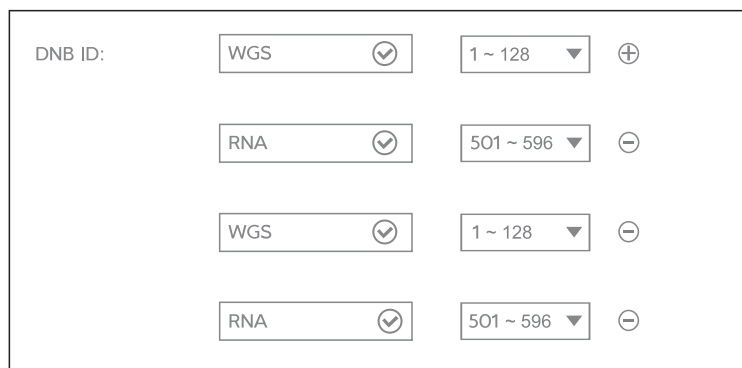 DNB ID: WGS 1 ~ 128
RNA 501 ~ 596
WGS 1 ~ 128
RNA 501 ~ 596